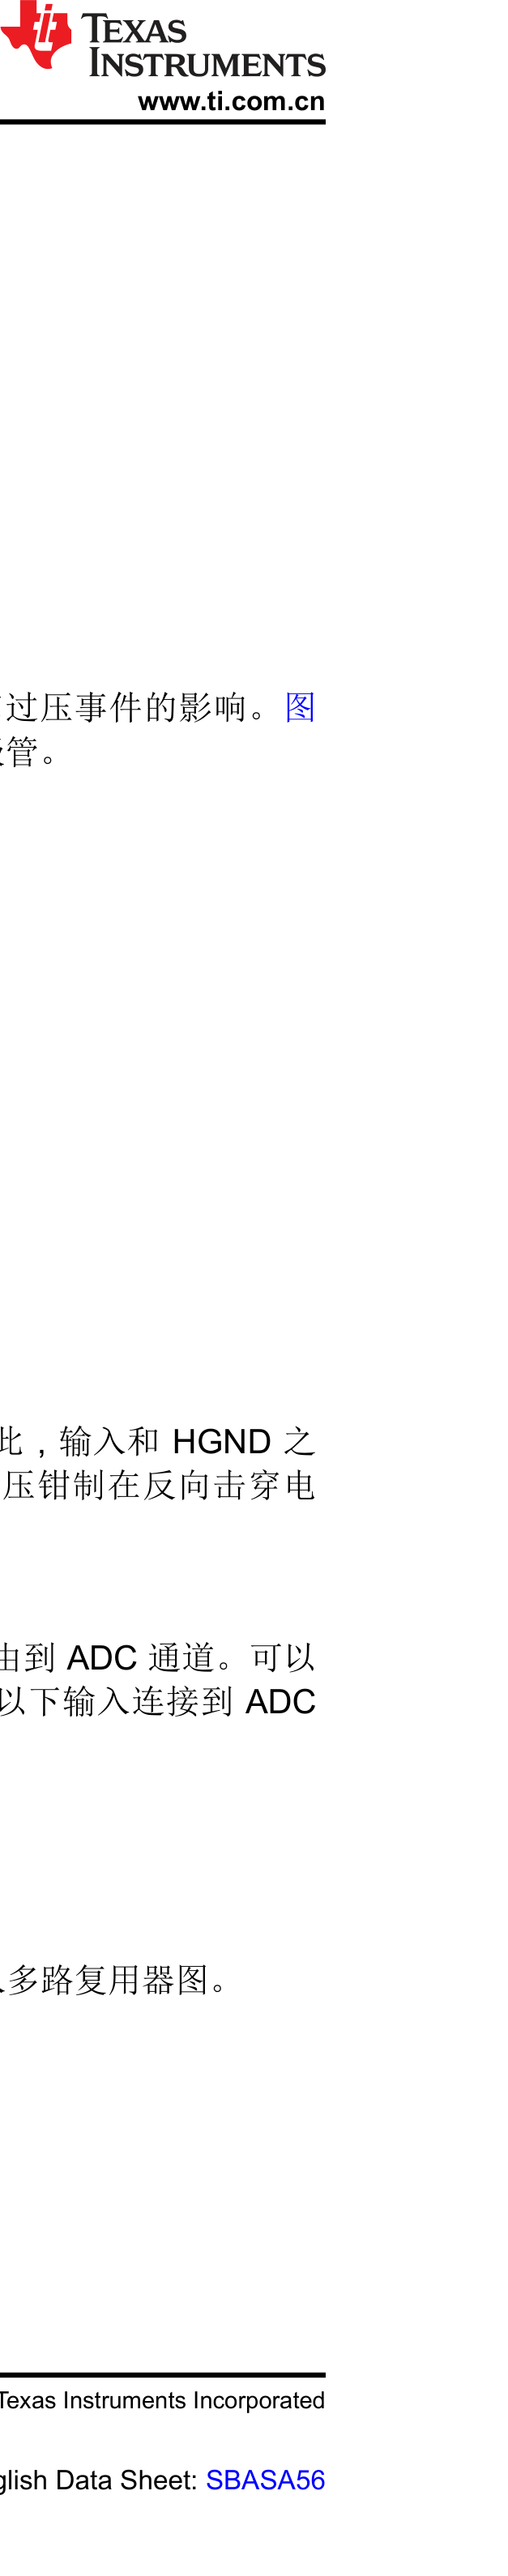 TEXAS
INSTRUMENTS
www.ti.com.cn
过压事件的影响。图
管。
此，输入和 HGND 之
压钳制在反向击穿电
由到 ADC 通道。可以
以下输入连接到 ADC
多路复用器图。
Texas Instruments Incorporated
glish Data Sheet: SBASA56